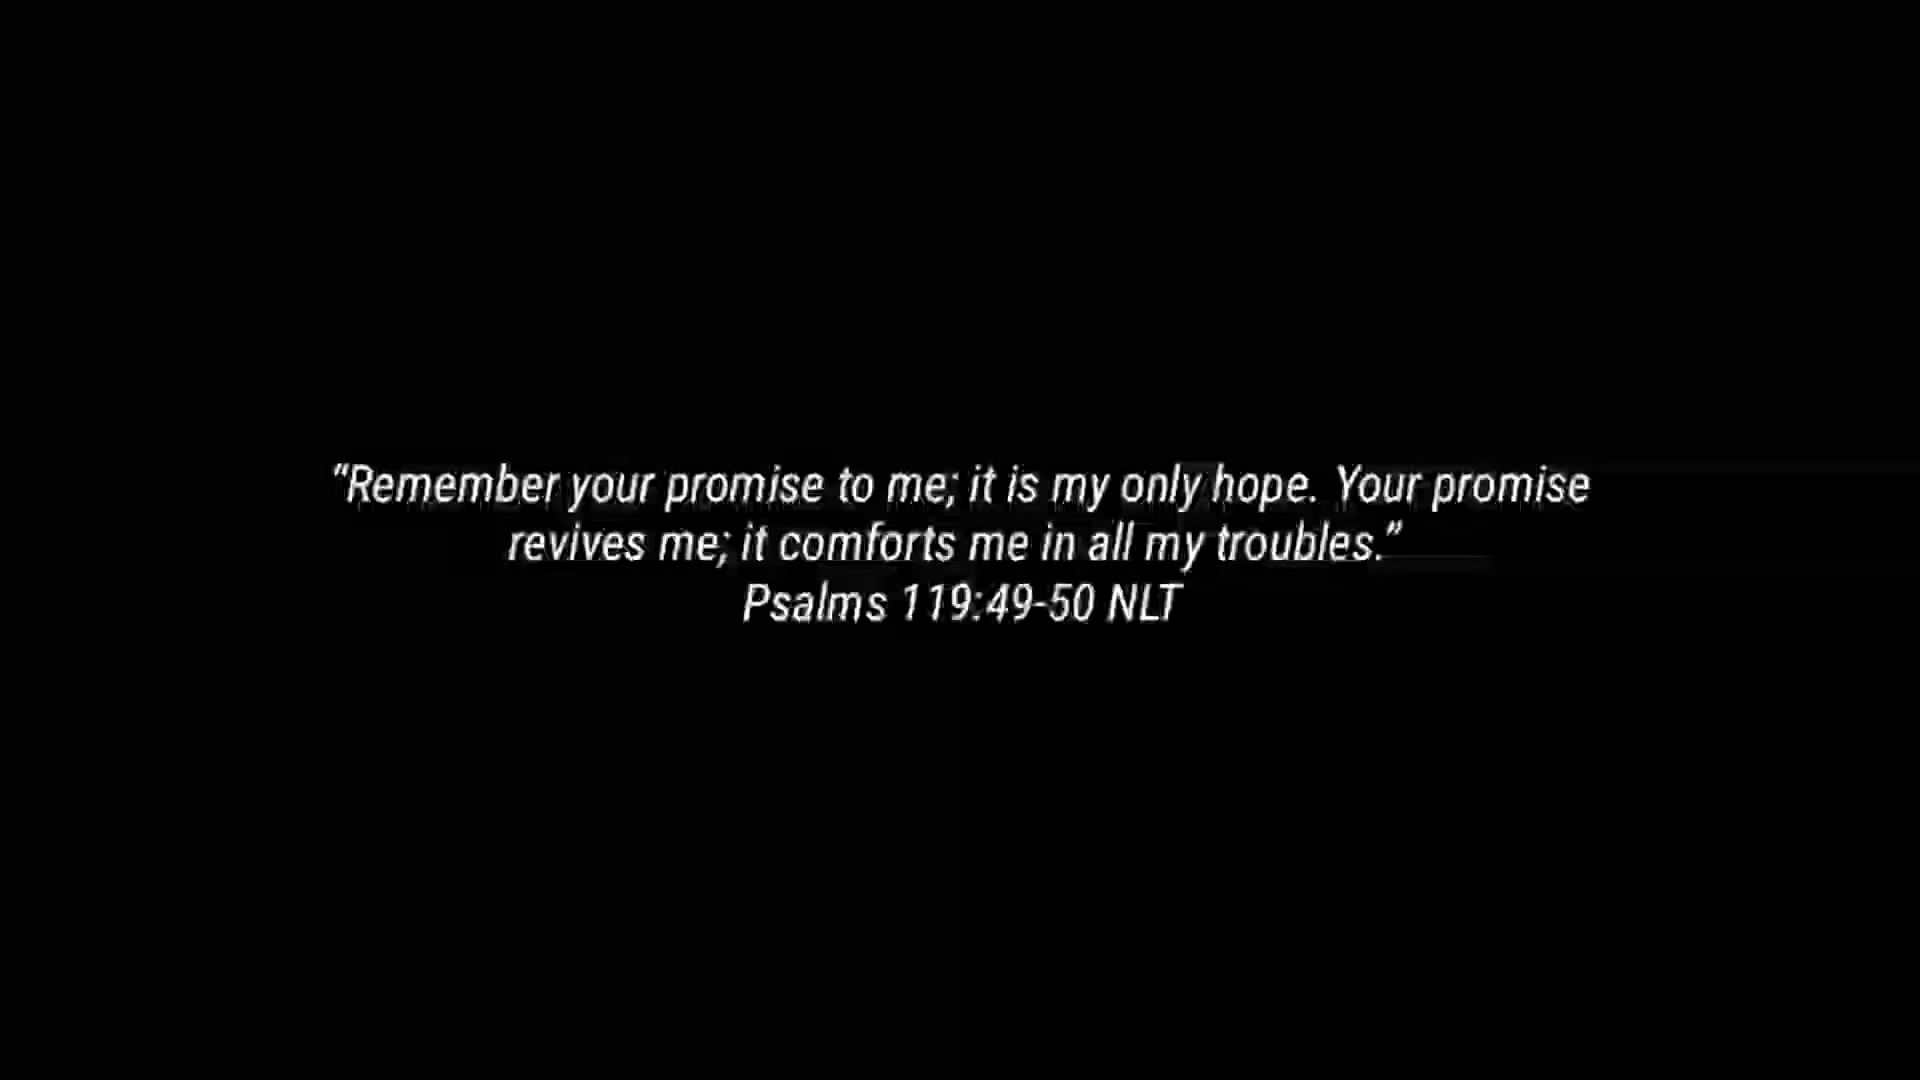 “Remember your promise to me; it is my only hope. Your promise
revives me; it comforts me in all my troubles.”
Psalms 119:49-50 NLT